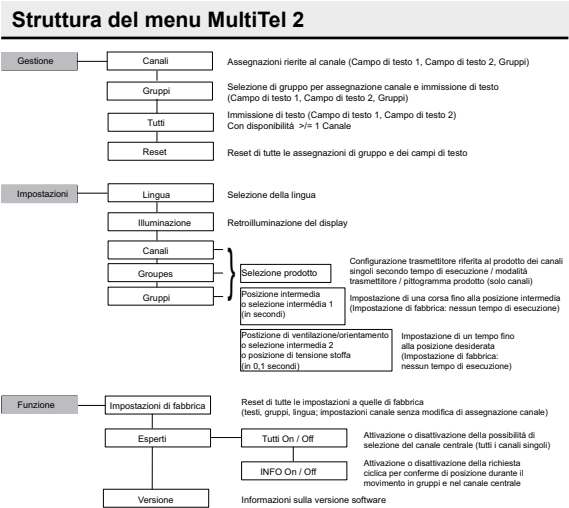 Struttura del menu MultiTel 2
Gestione
Canali
Assegnazioni rierite al canale (Campo di testo 1, Campo di testo 2, Gruppi)
Gruppi
Selezione di gruppo per assegnazione canale e immissione di testo
(Campo di testo 1, Campo di testo 2, Gruppi)
Tutti
Immissione di testo (Campo di testo 1, Campo di testo 2)
Con disponibilitá >/= 1 Canale
Reset
Reset di tutte le assegnazioni di gruppo e dei campi di testo
Impostazioni
Lingua
Selezione della lingua
Illuminazione
Retroilluminazione del display
Canali
Groupes
Gruppi
}
Selezione prodotto
Configurazione trasmettitore riferita al prodotto dei canali
singoli secondo tempo di esecuzione / modalità
trasmettitore / pittogramma prodotto (solo canali)
Posizione intermedia
o selezione intermèdia 1
(in secondi)
Impostazione di una corsa fino alla posizione intermedia
(Impostazione di fabbrica: nessun tempo di esecuzione)
Postizione di ventilazione/orientamento
o selezione intermedia 2
o posizione di tensione stoffa
(in 0,1 secondi)
Impostazione di un tempo fino
alla posizione desiderata
(Impostazione di fabbrica:
nessun tempo di esecuzione)
Funzione
Impostazioni di fabbrica
Reset di tutte le impostazioni a quelle di fabbrica
(testi, gruppi, lingua; impostazioni canale senza modifica di assegnazione canale)
Esperti
Tutti On / Off
Attivazione o disattivazione della possibilità di
selezione del canale centrale (tutti i canali singoli)
INFO On / Off
Attivazione o disattivazione della richiesta
ciclica per conferme di posizione durante il
movimento in gruppi e nel canale centrale
Versione
Informazioni sulla versione software